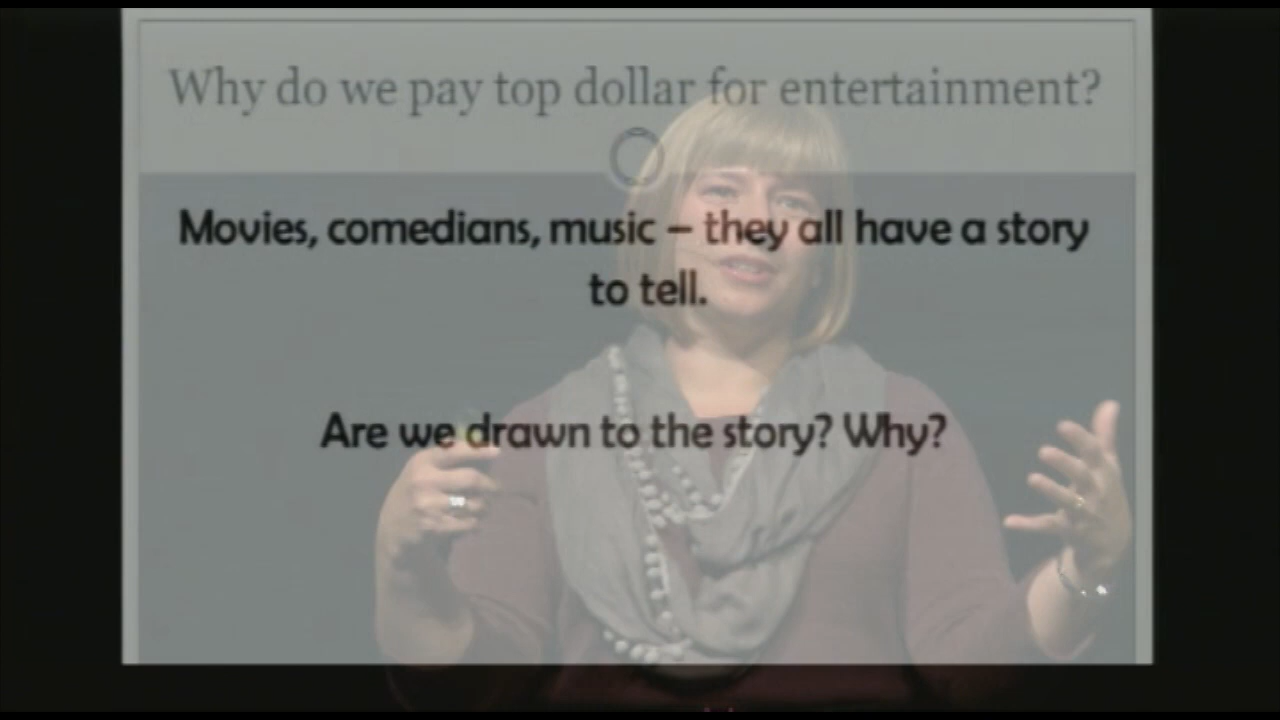 Why do we pay top dollar for entertainment?
Movies, comedians, music – they all have a story
to tell.
Are we drawn to the story? Why?